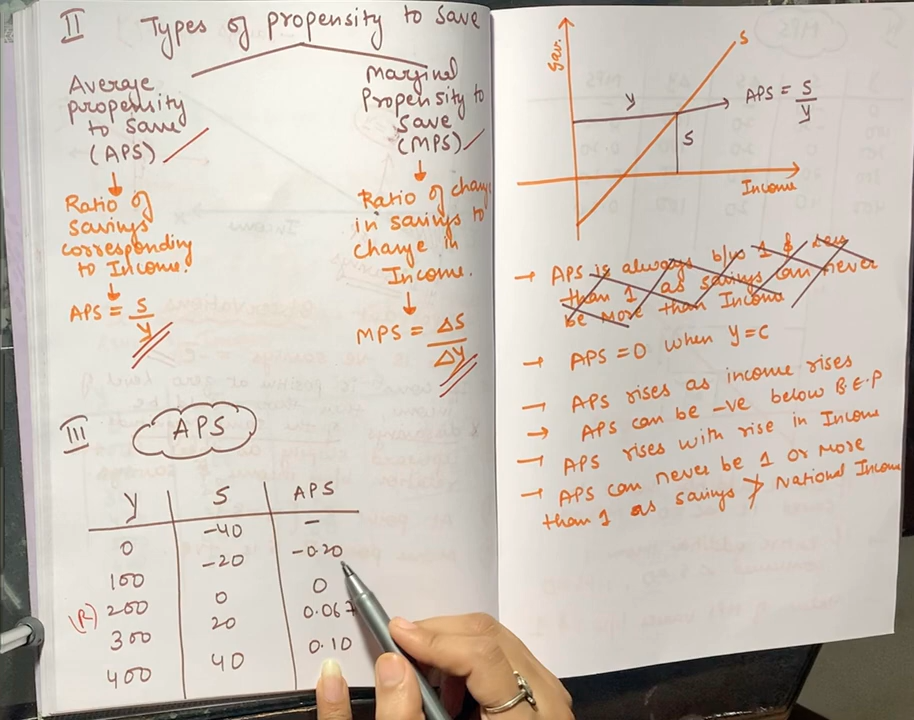 II Types of propensity to save
Average
propensity
to save
(APS)
↓
Ratio of
savings
corresponding
to Income.
↓
APS = S/Y
Marginal
Propensity to
Save
(MPS)
↓
Ratio of change
in savings to
change in
Income.
↓
MPS = ΔS/ΔY
III APS
Y S APS
0 -40 -
100 -20 -0.20
(R) 200 0 0
300 20 0.067
400 40 0.10
Sav.
S
Y
APS = S/Y
S
Income
→ APS is always b/w 1 & less
than 1 as savings can never
be more than Income
→ APS = 0 when Y=C
→ APS rises as income rises
→ APS can be -ve below B.E.P
→ APS rises with rise in Income
→ APS can never be 1 or more
than 1 as savings ≯ National Income